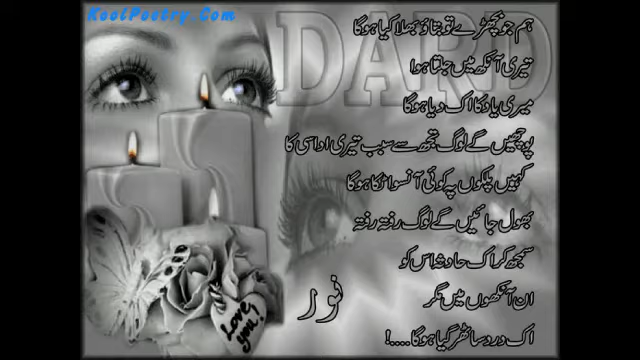 KoolPoetry.Com
DARD
ہم جو بچھڑے تو بتاؤ بھلا کیا ہوگا
تیری آنکھ میں جلتا ہوا
میری یاد کا اک دیا ہوگا
پوچھیں گے لوگ تجھ سے سبب تیری اداسی کا
کہیں پلکوں پہ کوئی آنسو اٹکا ہوگا
بھول جائیں گے لوگ رفتہ رفتہ
سمجھ کر اک حادثہ اس کو
ان آنکھوں میں مگر
اک درد سا ٹھر گیا ہوگا....!
نور
Love you!